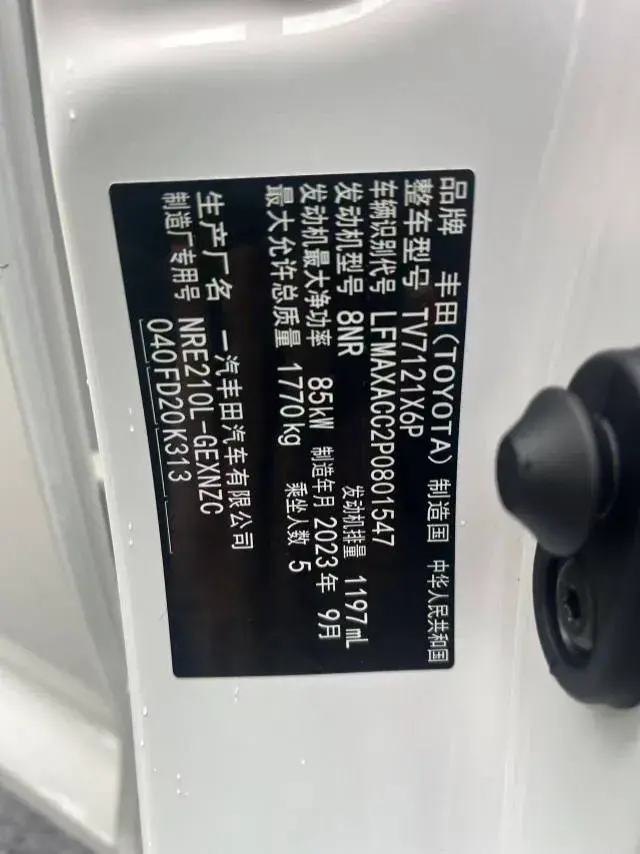 品牌 丰田(TOYOTA) 制造国 中华人民共和国
整车型号 TV7121X6P
车辆识别代号 LFMAXACC2P0801547
发动机型号 8NR 发动机排量 1197mL
发动机最大净功率 85kW 制造年月 2023年 9月
最大允许总质量 1770kg 乘坐人数 5
生产厂名 一汽丰田汽车有限公司
制造厂专用号 NRE210L-GEXNZC
040FD20K313